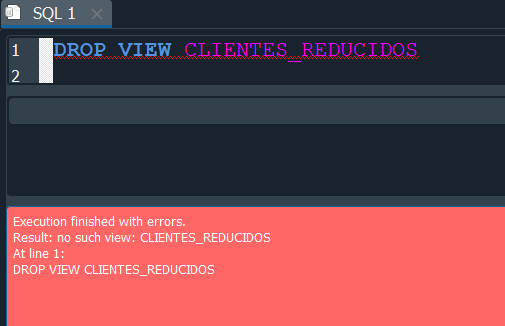 SQL 1
1 DROP VIEW CLIENTES_REDUCIDOS
2
Execution finished with errors.
Result: no such view: CLIENTES_REDUCIDOS
At line 1:
DROP VIEW CLIENTES_REDUCIDOS